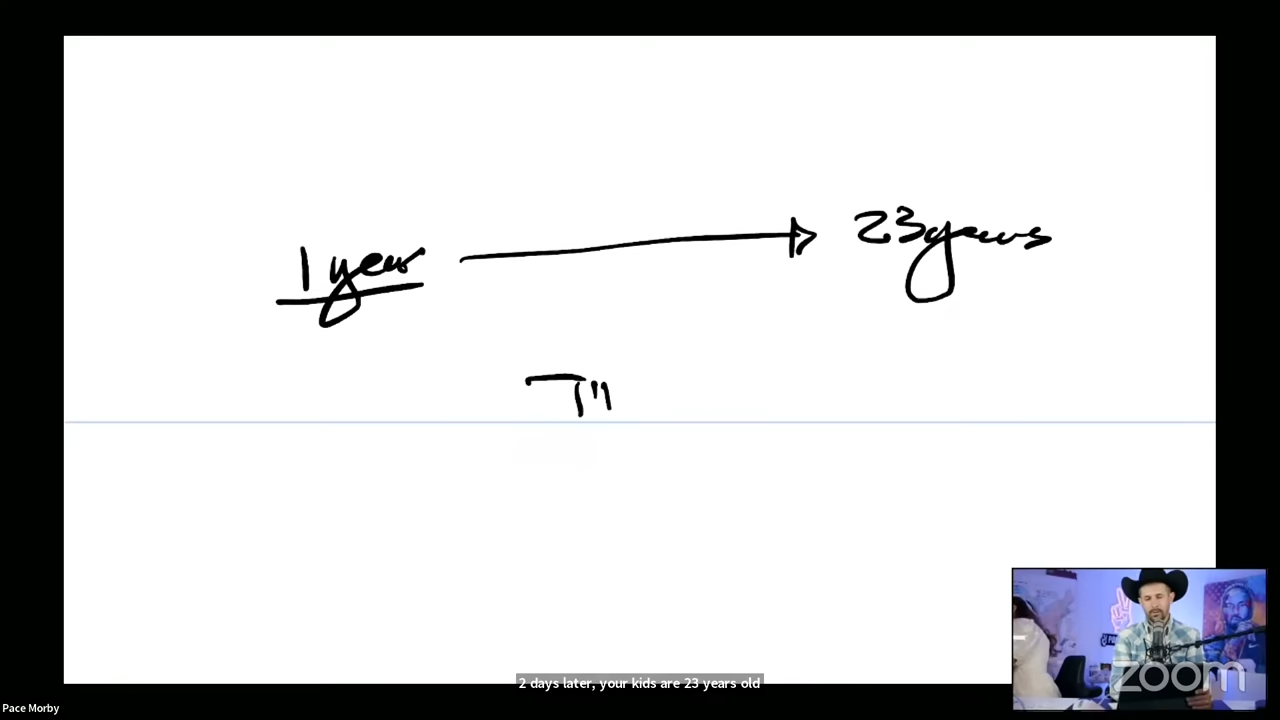 1 year
23 years
2 days later, your kids are 23 years old
zoom
Pace Morby